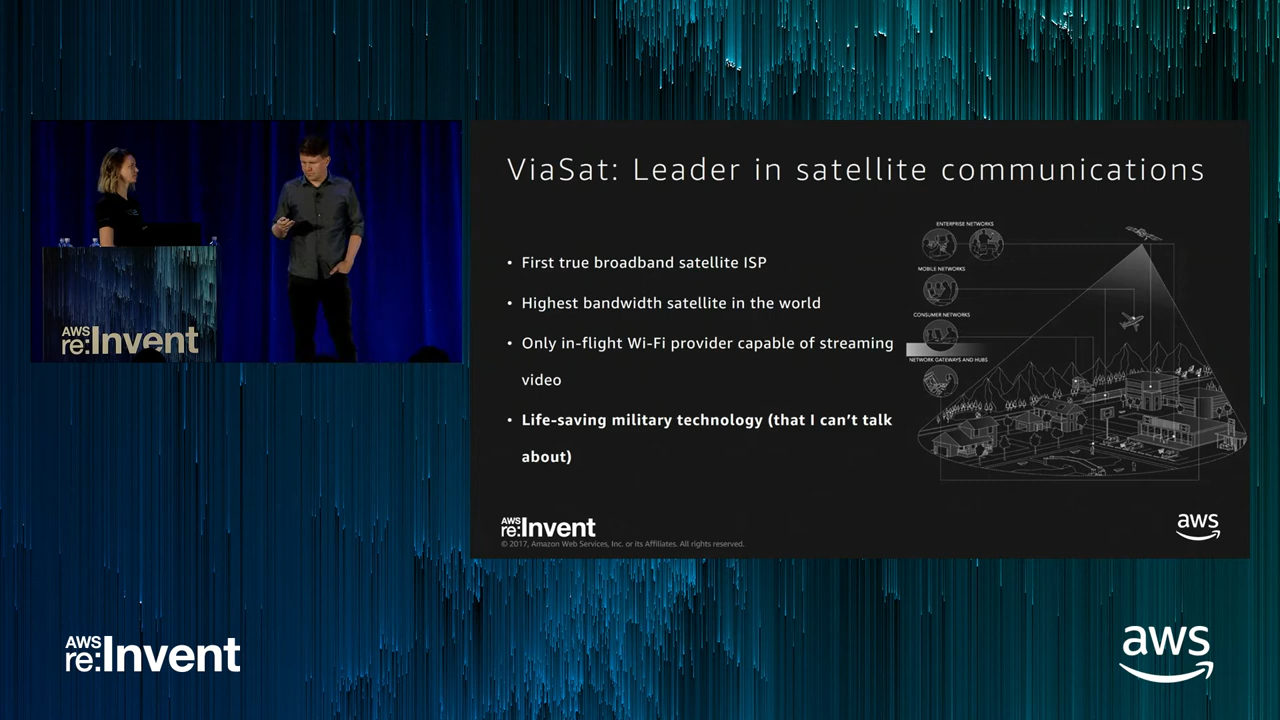 ViaSat: Leader in satellite communications
• First true broadband satellite ISP
• Highest bandwidth satellite in the world
• Only in-flight Wi-Fi provider capable of streaming
video
• Life-saving military technology (that I can't talk
about)
ENTERPRISE NETWORKS
MOBILE NETWORKS
CONSUMER NETWORKS
NETWORK GATEWAYS AND HUBS
AWS
re:Invent
© 2017, Amazon Web Services, Inc. or its Affiliates. All rights reserved.
aws
AWS
re:Invent
AWS
re:Invent
aws